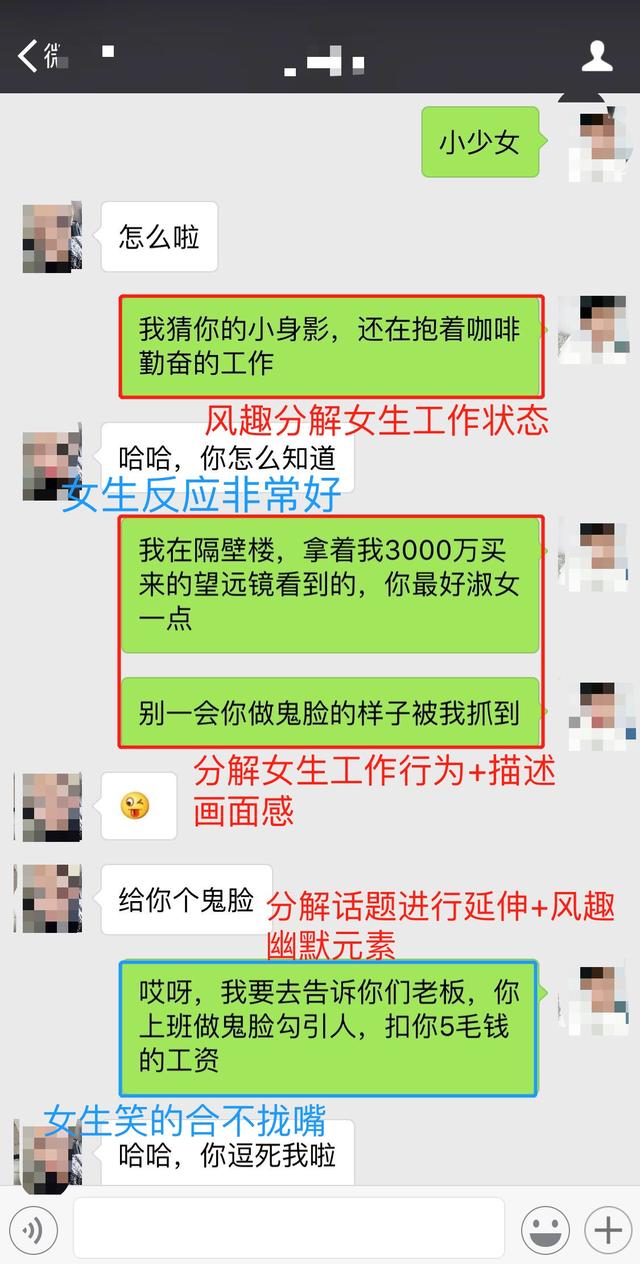 微
小少女
怎么啦
我猜你的小身影，还在抱着咖啡
勤奋的工作
风趣分解女生工作状态
哈哈，你怎么知道
女生反应非常好
我在隔壁楼，拿着我3000万买
来的望远镜看到的，你最好淑女
一点
别一会你做鬼脸的样子被我抓到
分解女生工作行为+描述
画面感
给你个鬼脸
分解话题进行延伸+风趣
幽默元素
哎呀，我要去告诉你们老板，你
上班做鬼脸勾引人，扣你5毛钱
的工资
女生笑的合不拢嘴
哈哈，你逗死我啦